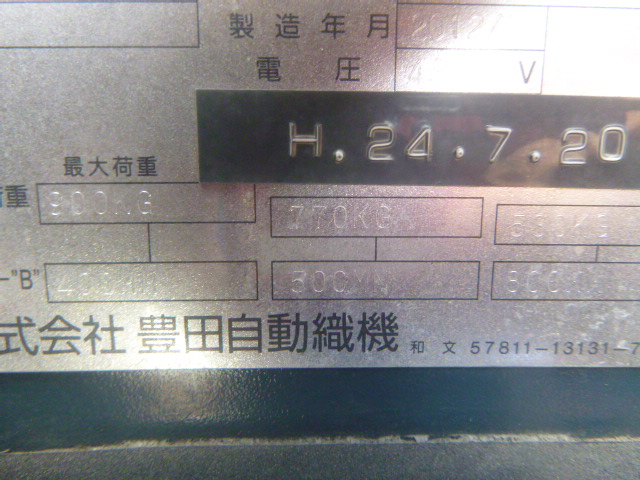 製造年月
電圧 V
H.24.7.20
最大荷重
荷重 900KG 770KG
"B" 500MM
式会社 豊田自動織機 和文 57811-13131-7